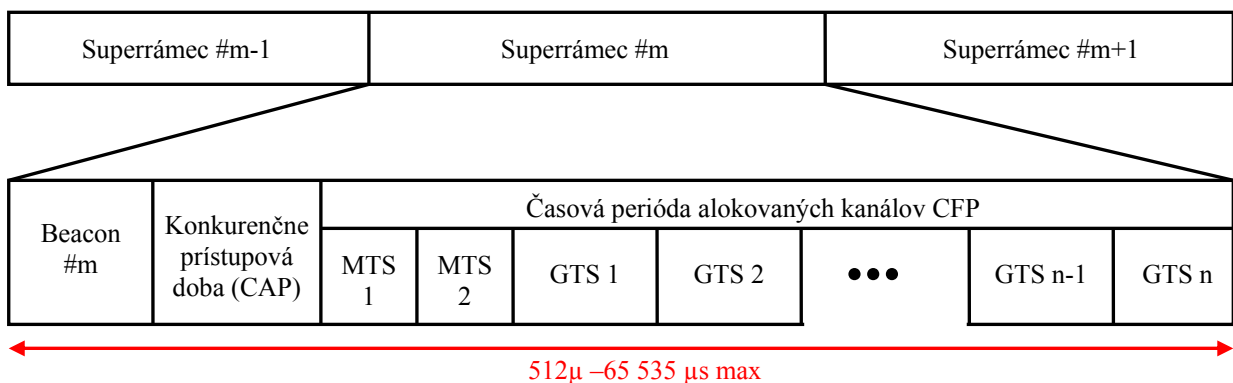 Superrámec #m-1
Superrámec #m
Superrámec #m+1
Beacon
#m
Konkurenčne
prístupová
doba (CAP)
Časová perióda alokovaných kanálov CFP
MTS
1
MTS
2
GTS 1
GTS 2
●●●
GTS n-1
GTS n
512µ –65 535 µs max